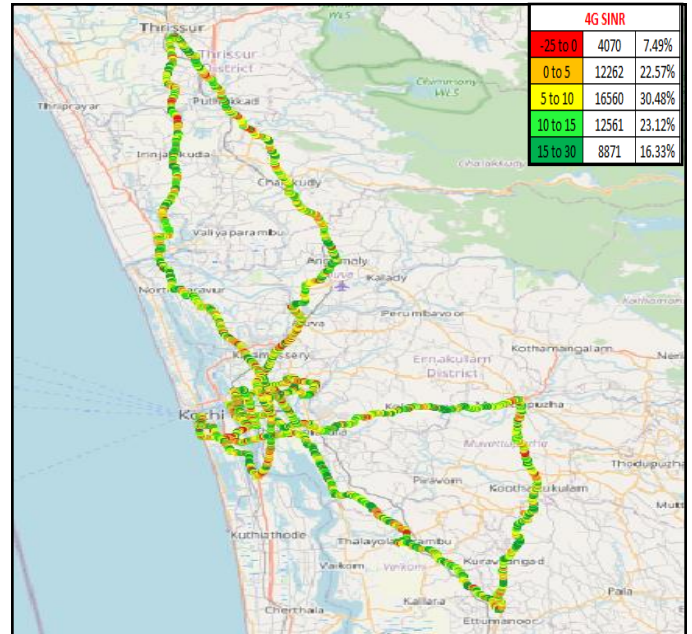 4G SINR
-25 to 0 4070 7.49%
0 to 5 12262 22.57%
5 to 10 16560 30.48%
10 to 15 12561 23.12%
15 to 30 8871 16.33%
WLS
Thrissur
Thrissur
District
Chimmony
WLS
Puthukkad
Thriprayar
Irinjalakuda
Chalakudy
Valiyaparambu
Angamaly
Kalady
North Paravur
Perumbavoor
Kalamassery
Kothamangalam
Ernakulam
District
Kochi
Muvattupuzha
Thodupuzha
Piravom
Koothattukulam
Kuthiathode
Thalayolaparambu
Kuravilangad
Vaikom
Vaikom
Kallara
Paila
Cherthala
Ettumanoor